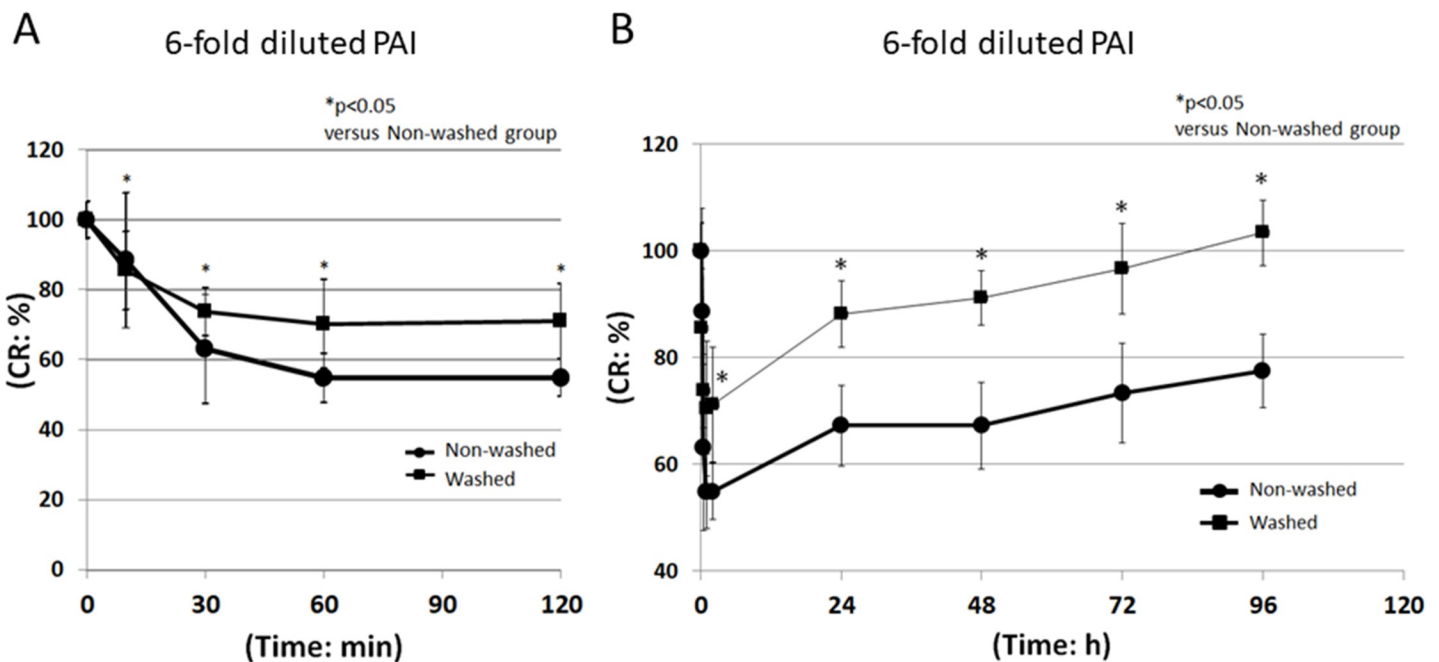 A
6-fold diluted PAI
*p<0.05
versus Non-washed group
120
100
80
60
40
20
0
*
*
*
*
Non-washed
Washed
0 30 60 90 120
(Time: min)
(CR: %)
B
6-fold diluted PAI
*p<0.05
versus Non-washed group
120
100
80
60
40
*
*
*
*
*
Non-washed
Washed
0 24 48 72 96 120
(Time: h)
(CR: %)